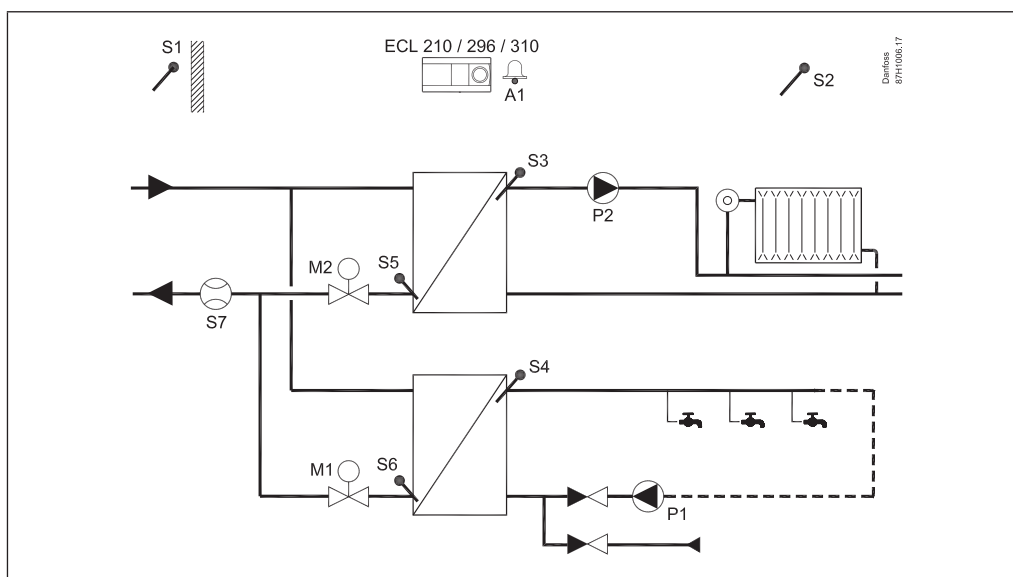 S1
ECL 210 / 296 / 310
A1
S2
Danfoss
87H1006.17
S3
P2
M2
S5
S7
S4
M1
S6
P1